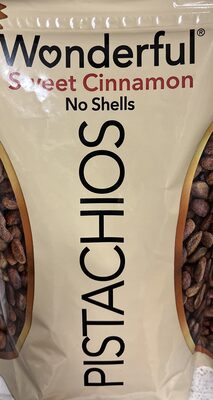 Wonderful®
Sweet Cinnamon
No Shells
PISTACHIOS